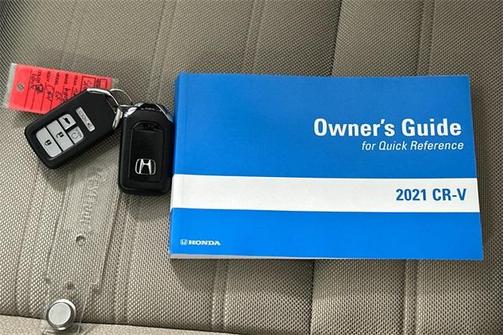 Owner's Guide
for Quick Reference
2021 CR-V
HONDA